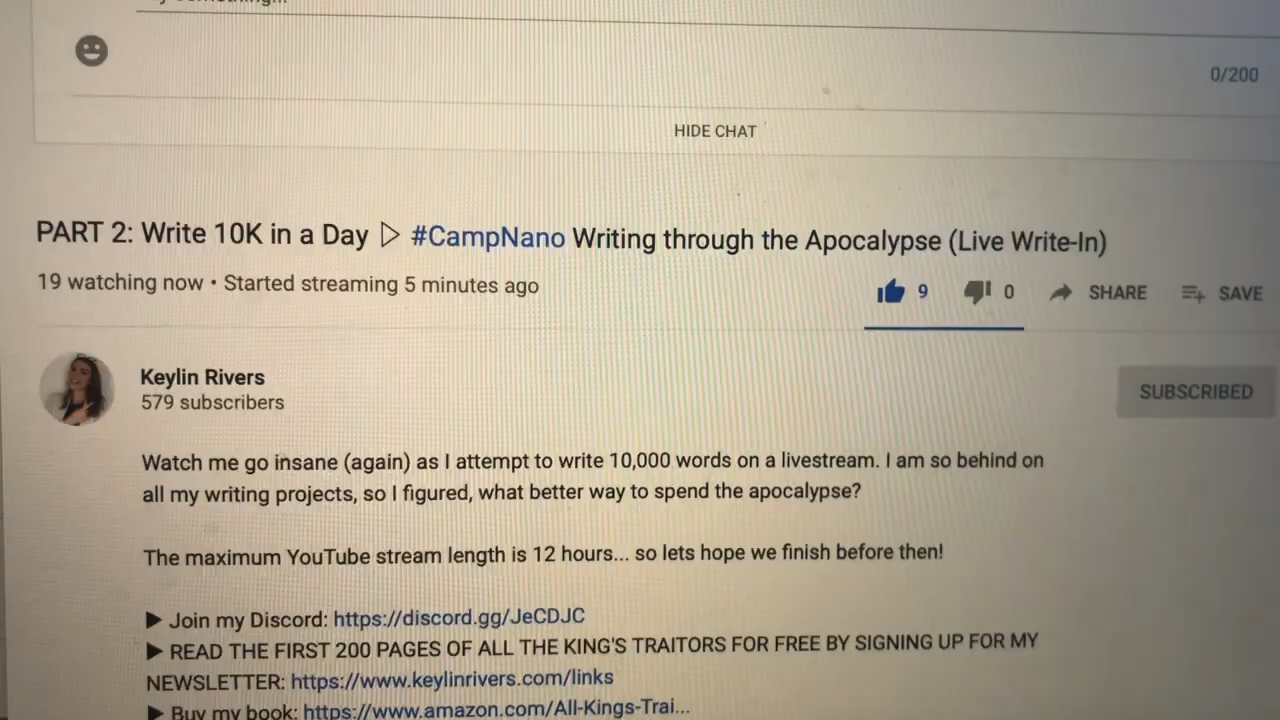 0/200
HIDE CHAT
PART 2: Write 10K in a Day ▷ #CampNano Writing through the Apocalypse (Live Write-In)
19 watching now • Started streaming 5 minutes ago
9
0
SHARE
SAVE
Keylin Rivers
579 subscribers
SUBSCRIBED
Watch me go insane (again) as I attempt to write 10,000 words on a livestream. I am so behind on
all my writing projects, so I figured, what better way to spend the apocalypse?
The maximum YouTube stream length is 12 hours... so lets hope we finish before then!
▶ Join my Discord: https://discord.gg/JeCDJC
▶ READ THE FIRST 200 PAGES OF ALL THE KING'S TRAITORS FOR FREE BY SIGNING UP FOR MY
NEWSLETTER: https://www.keylinrivers.com/links
▶ Buy my book: https://www.amazon.com/All-Kings-Trai...